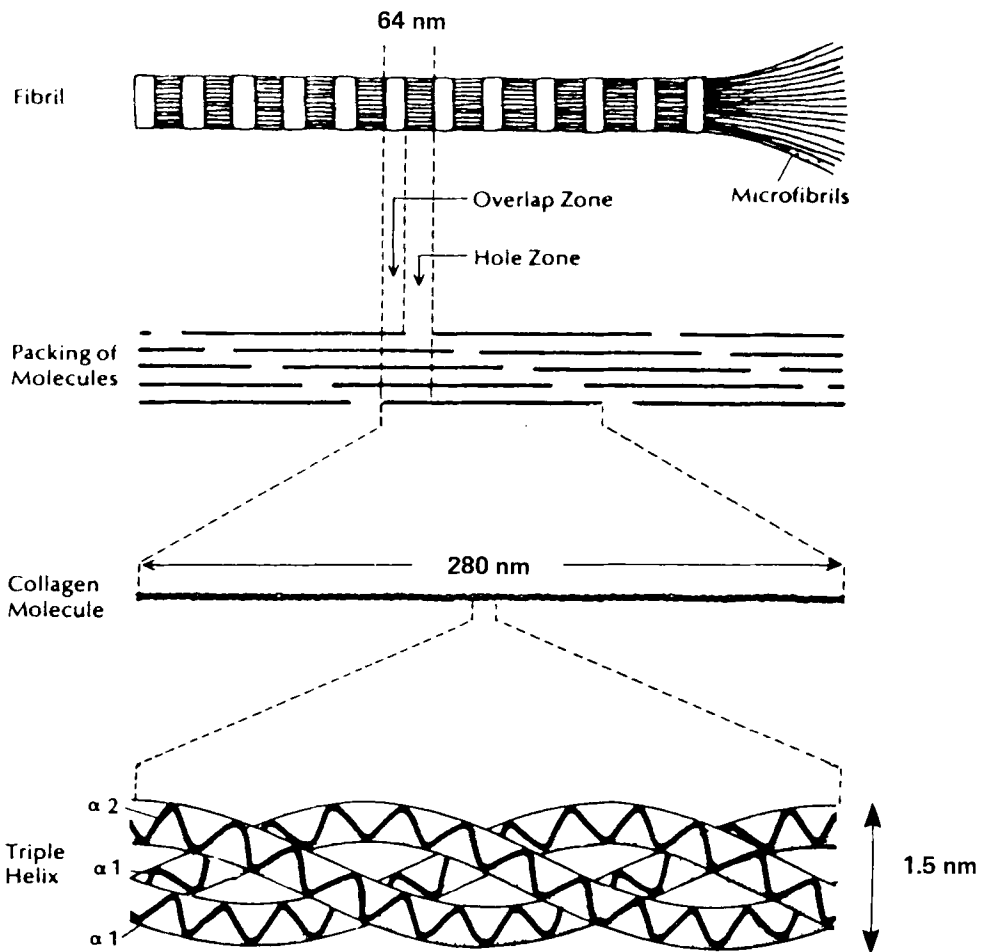 64 nm
Fibril
Microfibrils
Overlap Zone
Hole Zone
Packing of
Molecules
280 nm
Collagen
Molecule
α 2
Triple
Helix
α 1
1.5 nm
α 1